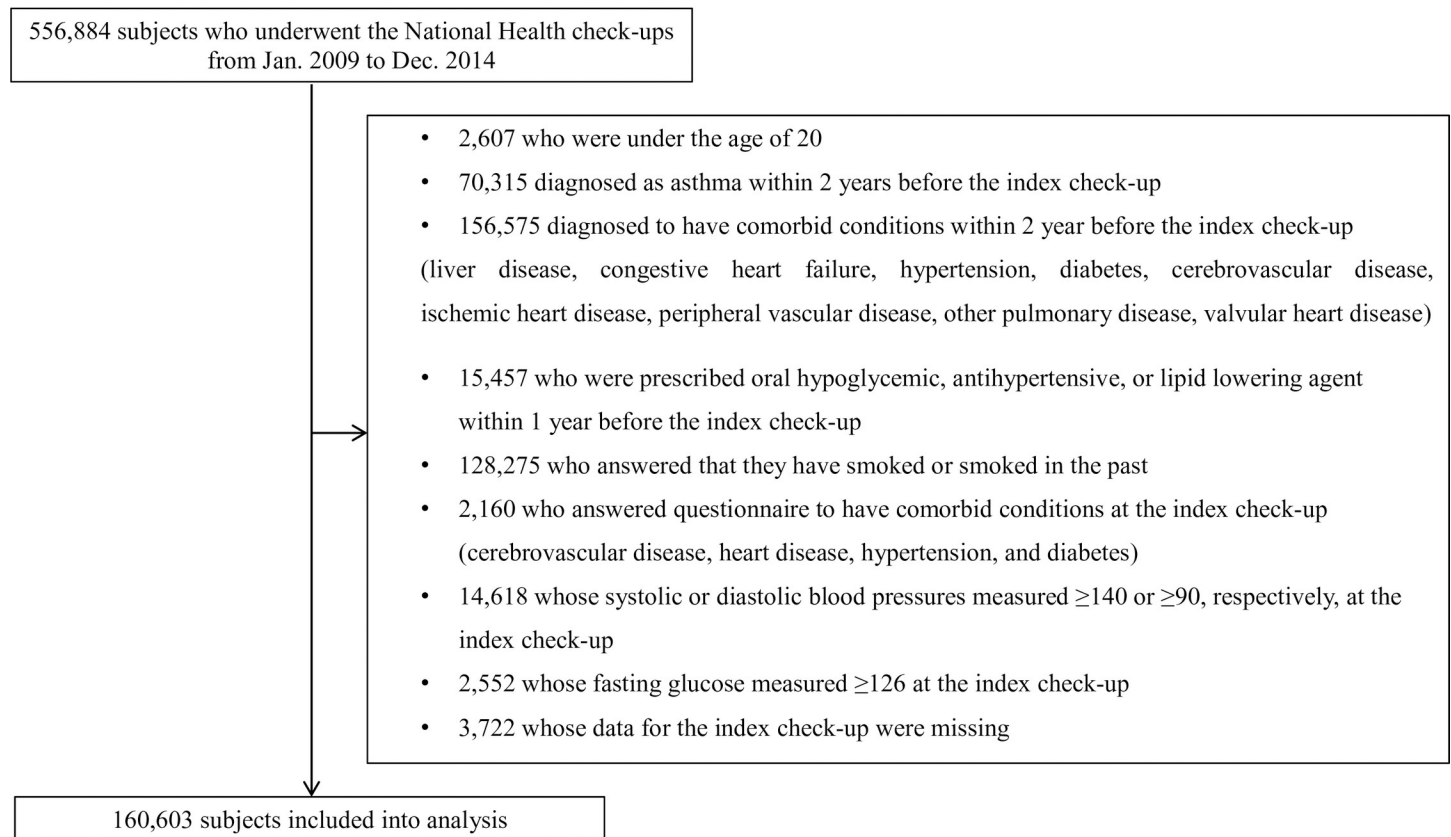 556,884 subjects who underwent the National Health check-ups
from Jan. 2009 to Dec. 2014
• 2,607 who were under the age of 20
• 70,315 diagnosed as asthma within 2 years before the index check-up
• 156,575 diagnosed to have comorbid conditions within 2 year before the index check-up
(liver disease, congestive heart failure, hypertension, diabetes, cerebrovascular disease,
ischemic heart disease, peripheral vascular disease, other pulmonary disease, valvular heart disease)
• 15,457 who were prescribed oral hypoglycemic, antihypertensive, or lipid lowering agent
within 1 year before the index check-up
• 128,275 who answered that they have smoked or smoked in the past
• 2,160 who answered questionnaire to have comorbid conditions at the index check-up
(cerebrovascular disease, heart disease, hypertension, and diabetes)
• 14,618 whose systolic or diastolic blood pressures measured ≥140 or ≥90, respectively, at the
index check-up
• 2,552 whose fasting glucose measured ≥126 at the index check-up
• 3,722 whose data for the index check-up were missing
160,603 subjects included into analysis